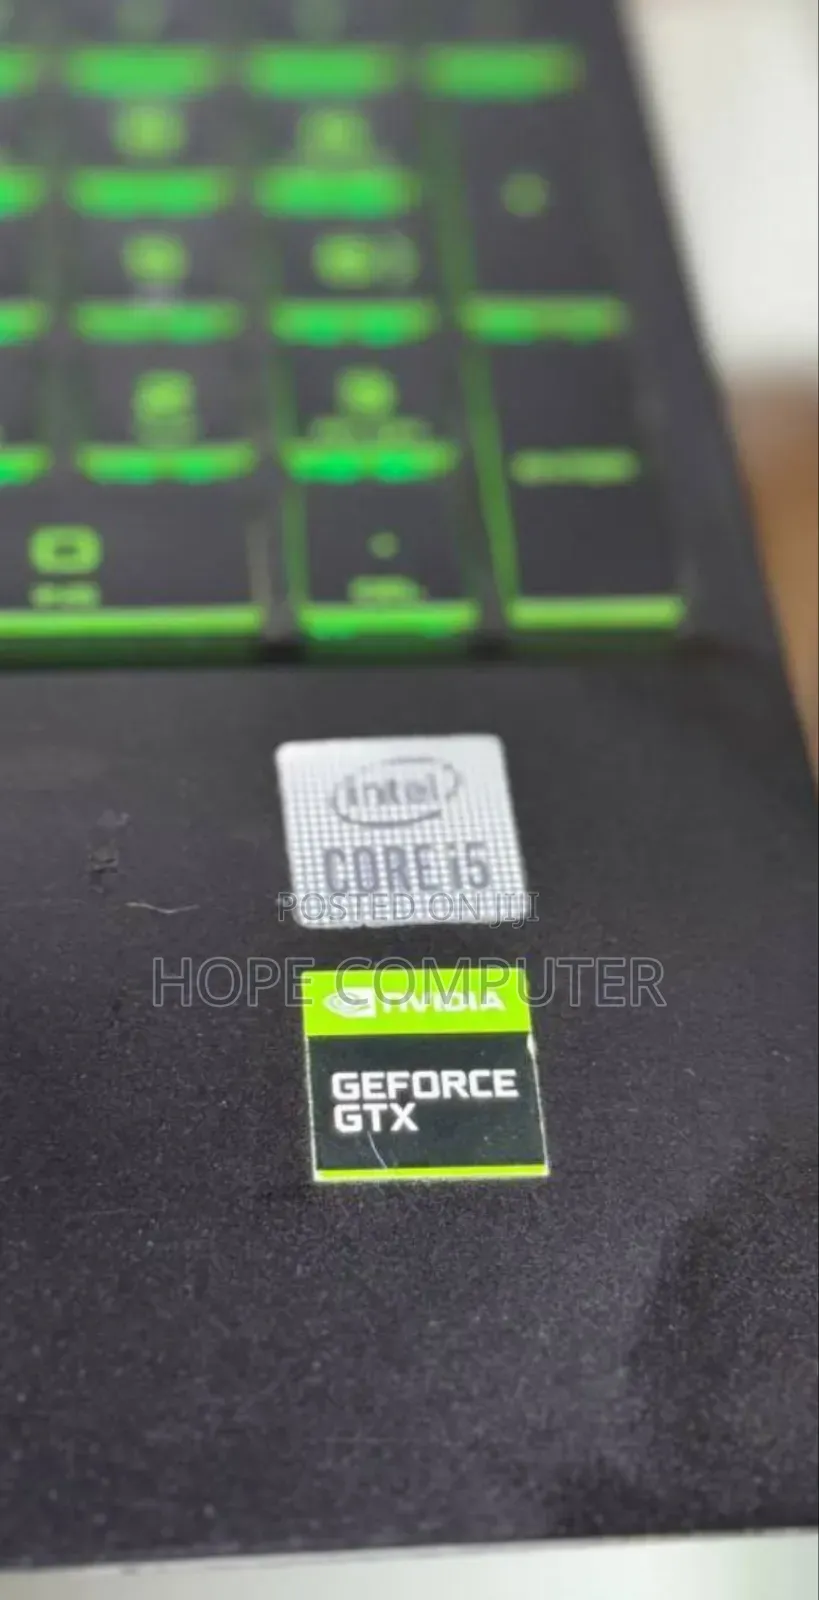 intel
CORE i5
POSTED ON JIJI
HOPE COMPUTER
NVIDIA
GEFORCE
GTX